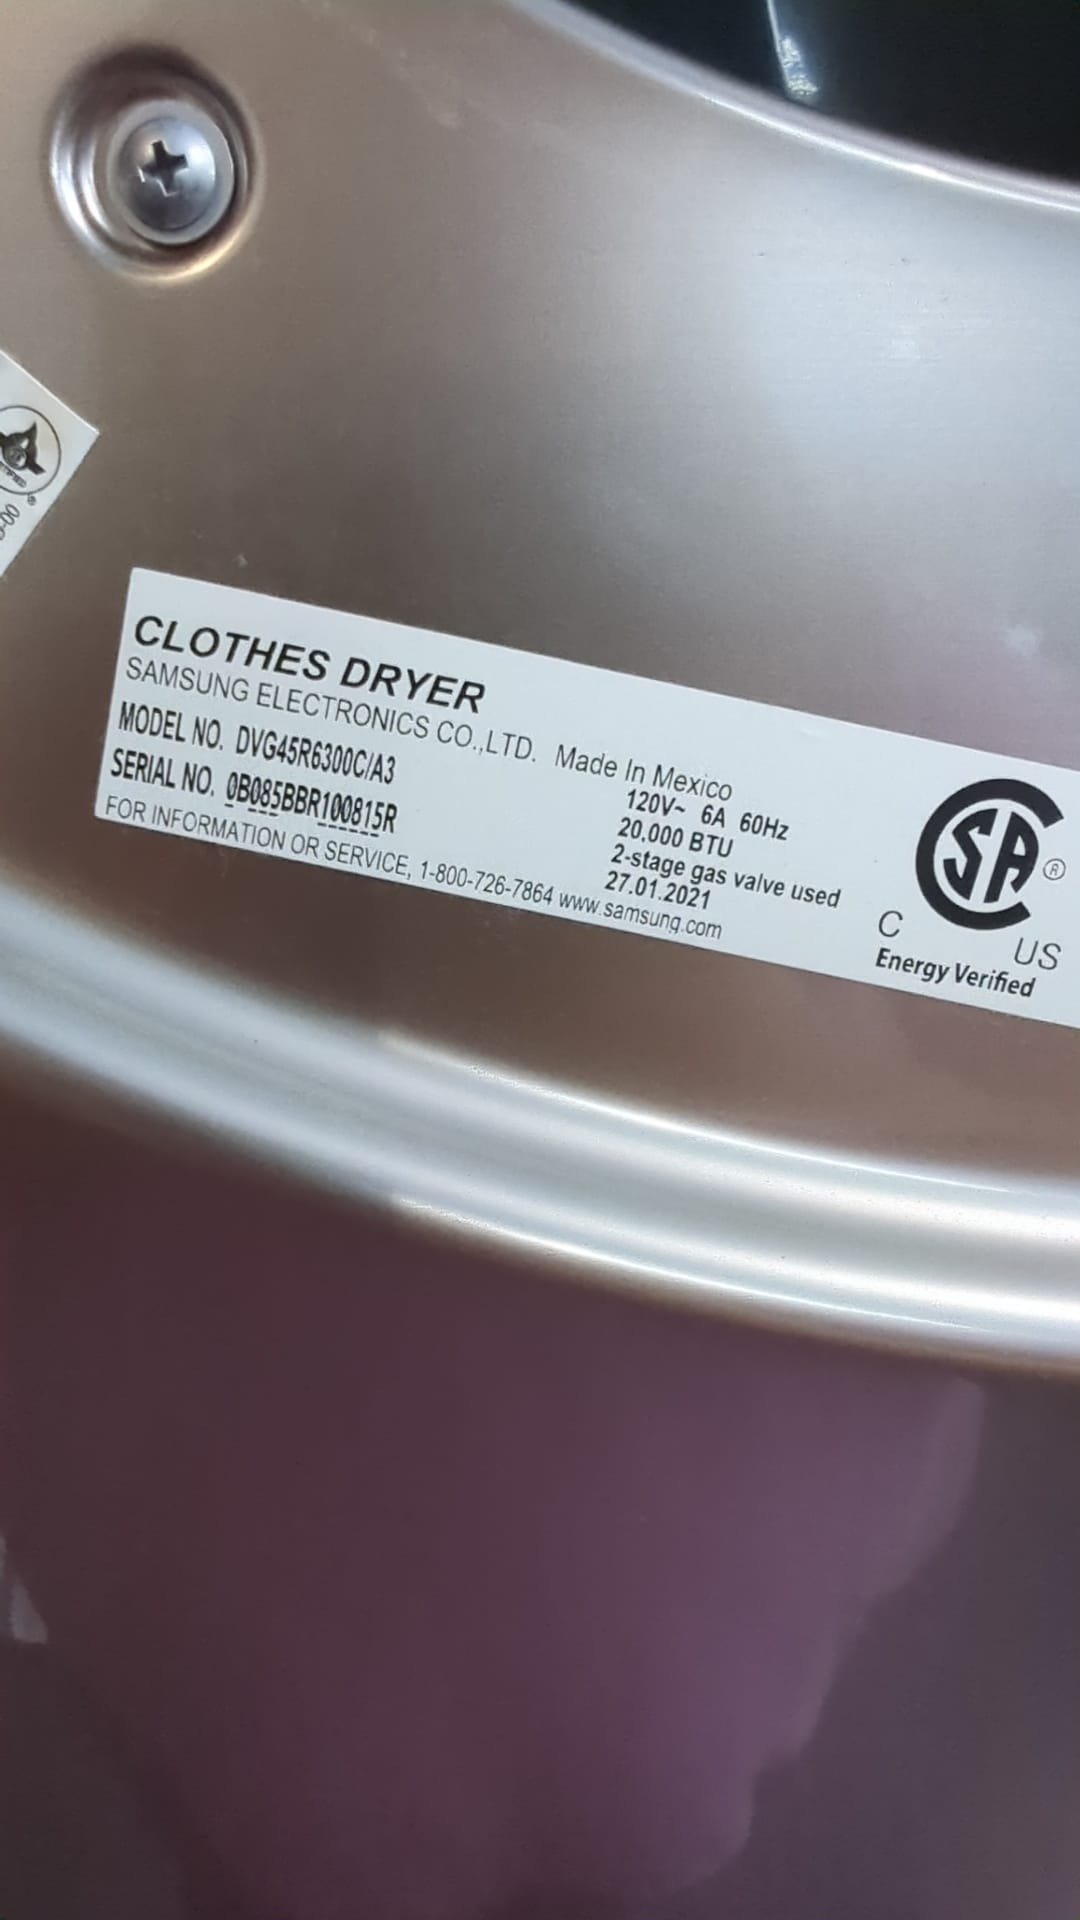 CLOTHES DRYER
SAMSUNG ELECTRONICS CO.,LTD. Made In Mexico
MODEL NO. DVG45R6300C/A3
120V~ 6A 60Hz
SERIAL NO. 0B085BBR100815R
20,000 BTU
2-stage gas valve used
27.01.2021
FOR INFORMATION OR SERVICE, 1-800-726-7864 www.samsung.com
SA ®
C US
Energy Verified
®